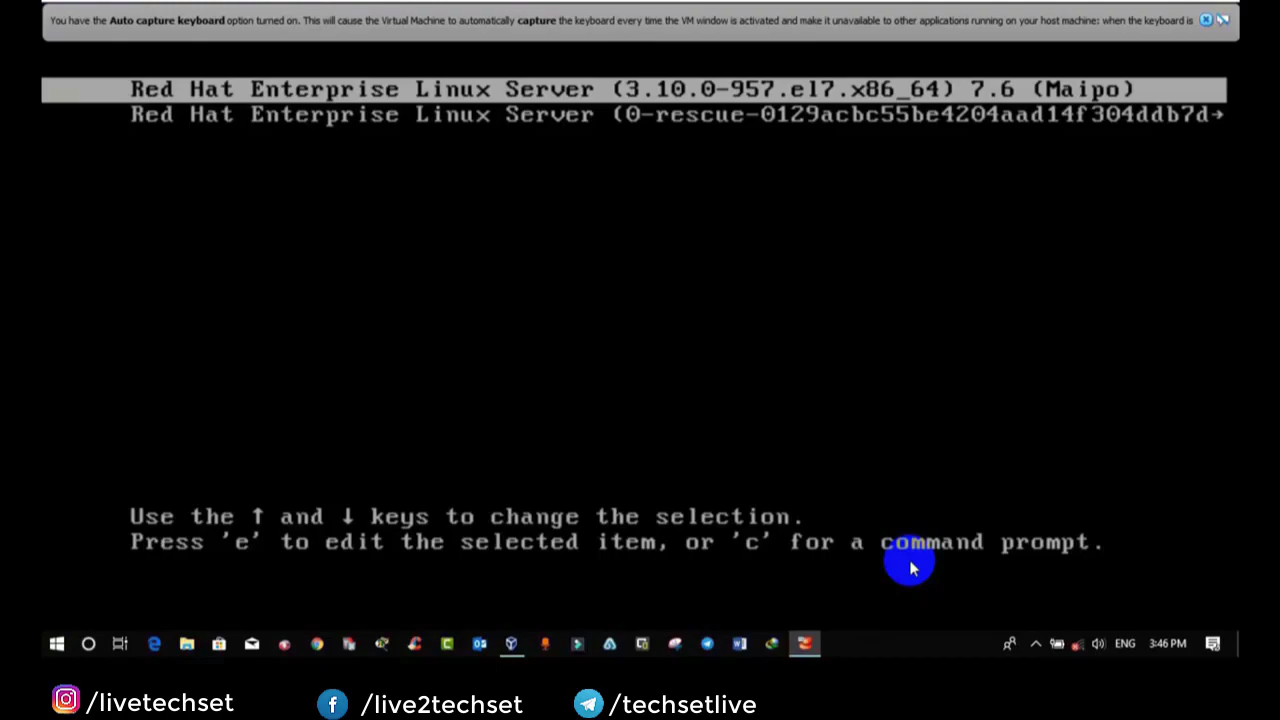 You have the Auto capture keyboard option turned on. This will cause the Virtual Machine to automatically capture the keyboard every time the VM window is activated and make it unavailable to other applications running on your host machine: when the keyboard is
Red Hat Enterprise Linux Server (3.10.0-957.el7.x86_64) 7.6 (Maipo)
Red Hat Enterprise Linux Server (0-rescue-0129acbc55be4204aad14f304ddb7d→
Use the ↑ and ↓ keys to change the selection.
Press 'e' to edit the selected item, or 'c' for a command prompt.
ENG 3:46 PM
/livetechset /live2techset /techsetlive